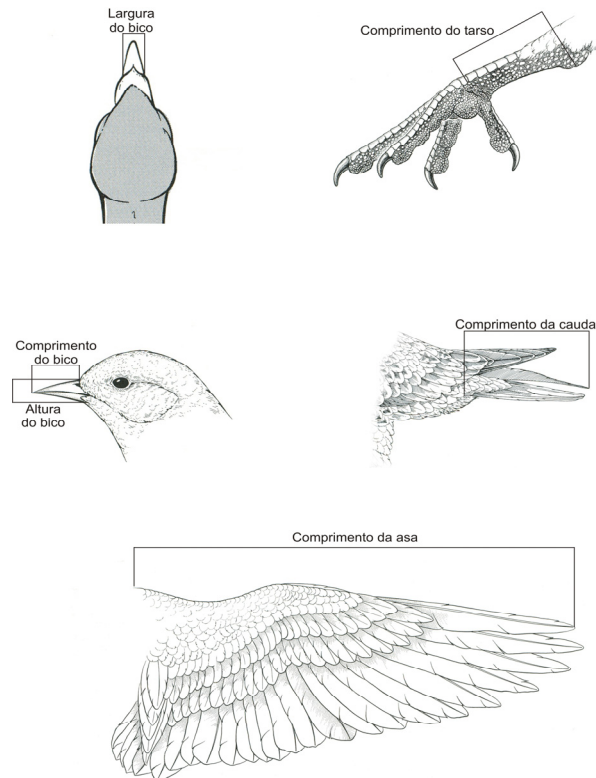 Largura
do bico
Comprimento do tarso
Comprimento
do bico
Altura
do bico
Comprimento da cauda
Comprimento da asa